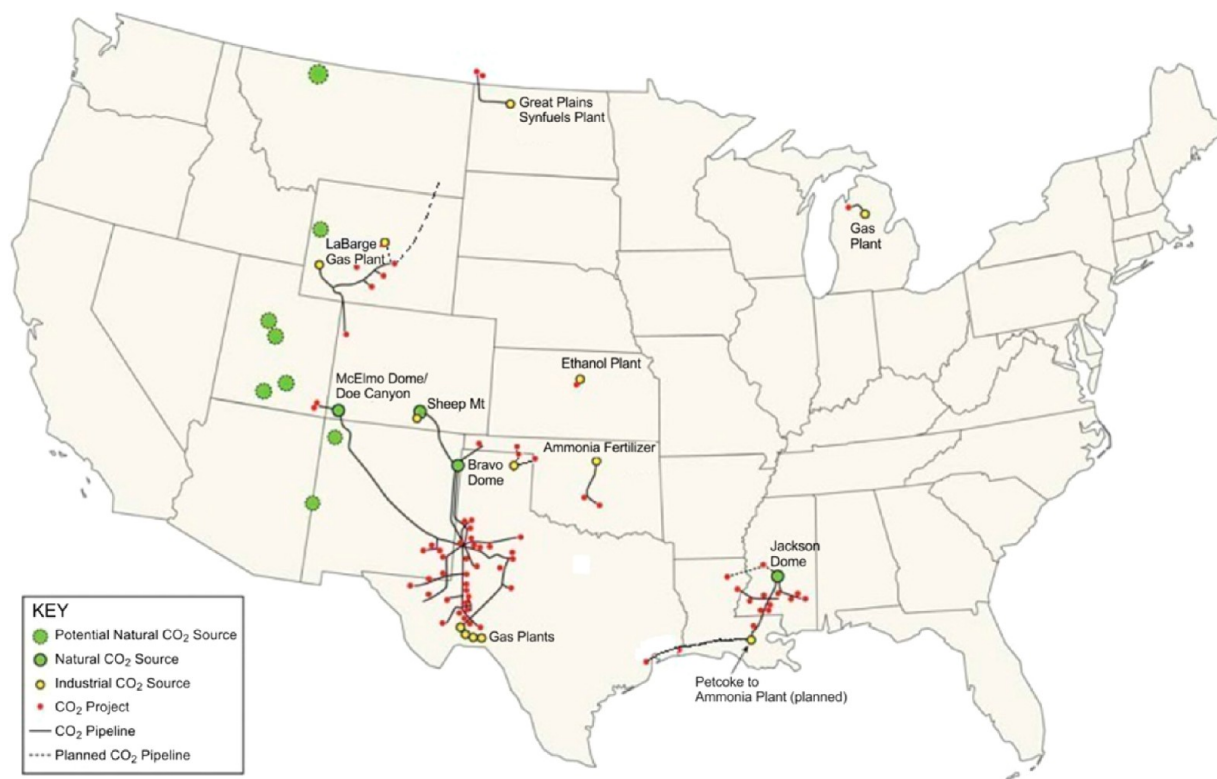 Great Plains
Synfuels Plant
Gas
Plant
LaBarge
Gas Plant
Ethanol Plant
McElmo Dome/
Doe Canyon
Sheep Mt
Ammonia Fertilizer
Bravo
Dome
Jackson
Dome
Gas Plants
Petcoke to
Ammonia Plant (planned)
KEY
Potential Natural CO₂ Source
Natural CO₂ Source
Industrial CO₂ Source
CO₂ Project
CO₂ Pipeline
Planned CO₂ Pipeline